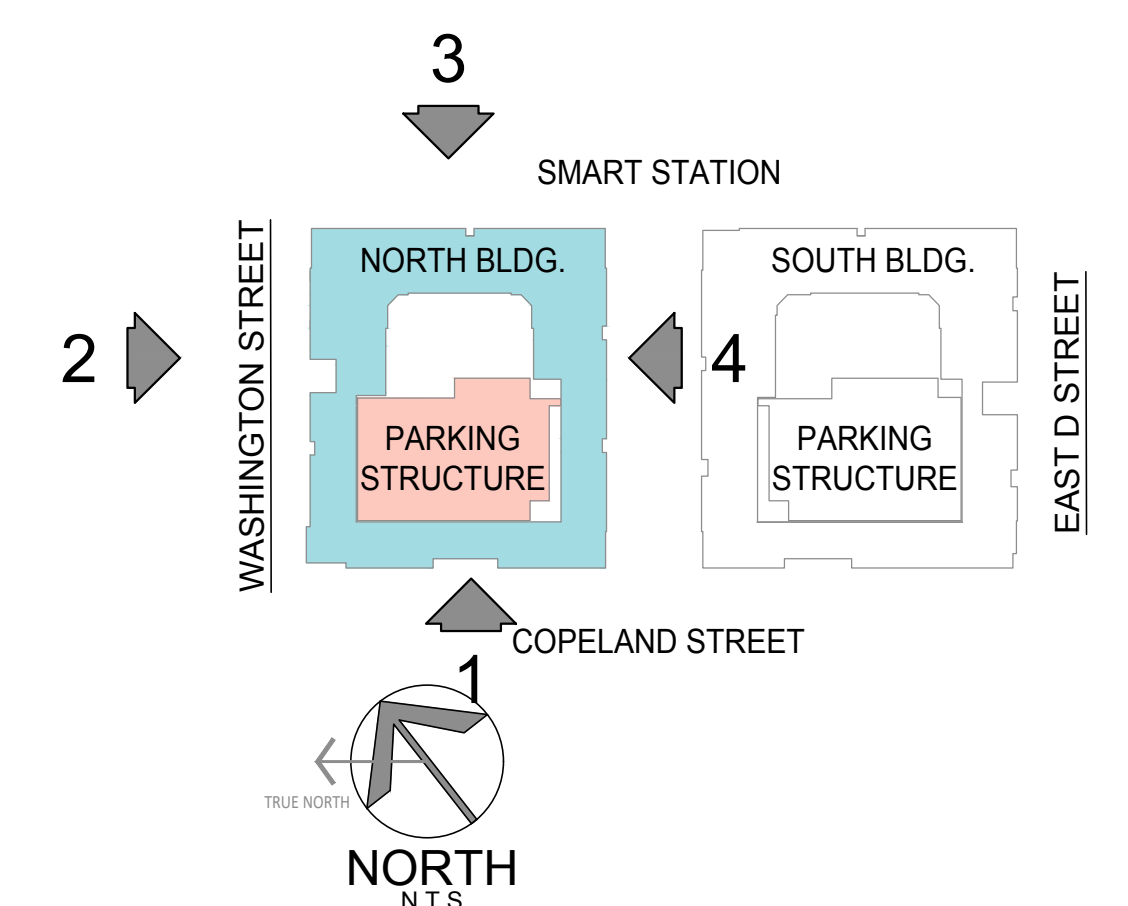 3
SMART STATION
WASHINGTON STREET
NORTH BLDG.
SOUTH BLDG.
EAST D STREET
2
4
PARKING
STRUCTURE
PARKING
STRUCTURE
COPELAND STREET
1
TRUE NORTH
NORTH
N.T.S.